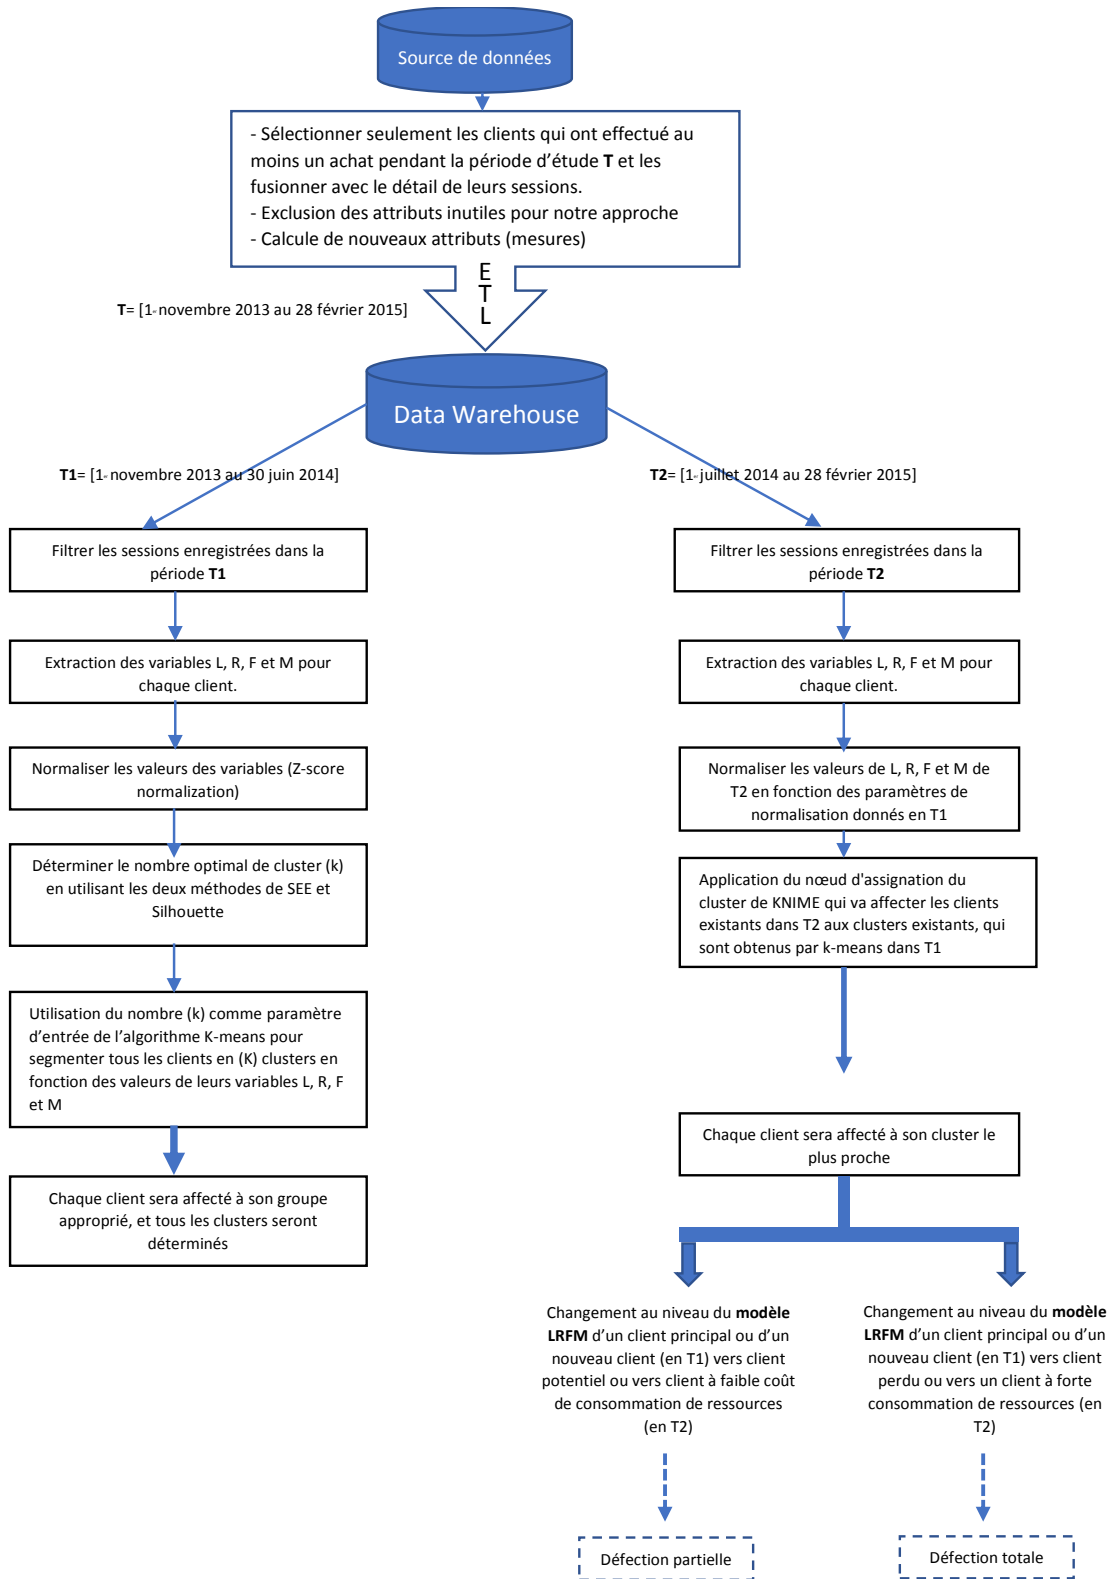 Source de données
- Sélectionner seulement les clients qui ont effectué au
moins un achat pendant la période d'étude T et les
fusionner avec le détail de leurs sessions.
- Exclusion des attributs inutiles pour notre approche
- Calcule de nouveaux attributs (mesures)
E
T
L
T= [1er novembre 2013 au 28 février 2015]
Data Warehouse
T1= [1er novembre 2013 au 30 juin 2014]
T2= [1er juillet 2014 au 28 février 2015]
Filtrer les sessions enregistrées dans la
période T1
Extraction des variables L, R, F et M pour
chaque client.
Normaliser les valeurs des variables (Z-score
normalization)
Déterminer le nombre optimal de cluster (k)
en utilisant les deux méthodes de SEE et
Silhouette
Utilisation du nombre (k) comme paramètre
d'entrée de l'algorithme K-means pour
segmenter tous les clients en (K) clusters en
fonction des valeurs de leurs variables L, R, F
et M
Chaque client sera affecté à son groupe
approprié, et tous les clusters seront
déterminés
Filtrer les sessions enregistrées dans la
période T2
Extraction des variables L, R, F et M pour
chaque client.
Normaliser les valeurs de L, R, F et M de
T2 en fonction des paramètres de
normalisation donnés en T1
Application du nœud d'assignation du
cluster de KNIME qui va affecter les clients
existants dans T2 aux clusters existants, qui
sont obtenus par k-means dans T1
Chaque client sera affecté à son cluster le
plus proche
Changement au niveau du modèle
LRFM d'un client principal ou d'un
nouveau client (en T1) vers client
potentiel ou vers client à faible coût
de consommation de ressources
(en T2)
Changement au niveau du modèle
LRFM d'un client principal ou d'un
nouveau client (en T1) vers client
perdu ou vers un client à forte
consommation de ressources (en
T2)
Défection partielle
Défection totale